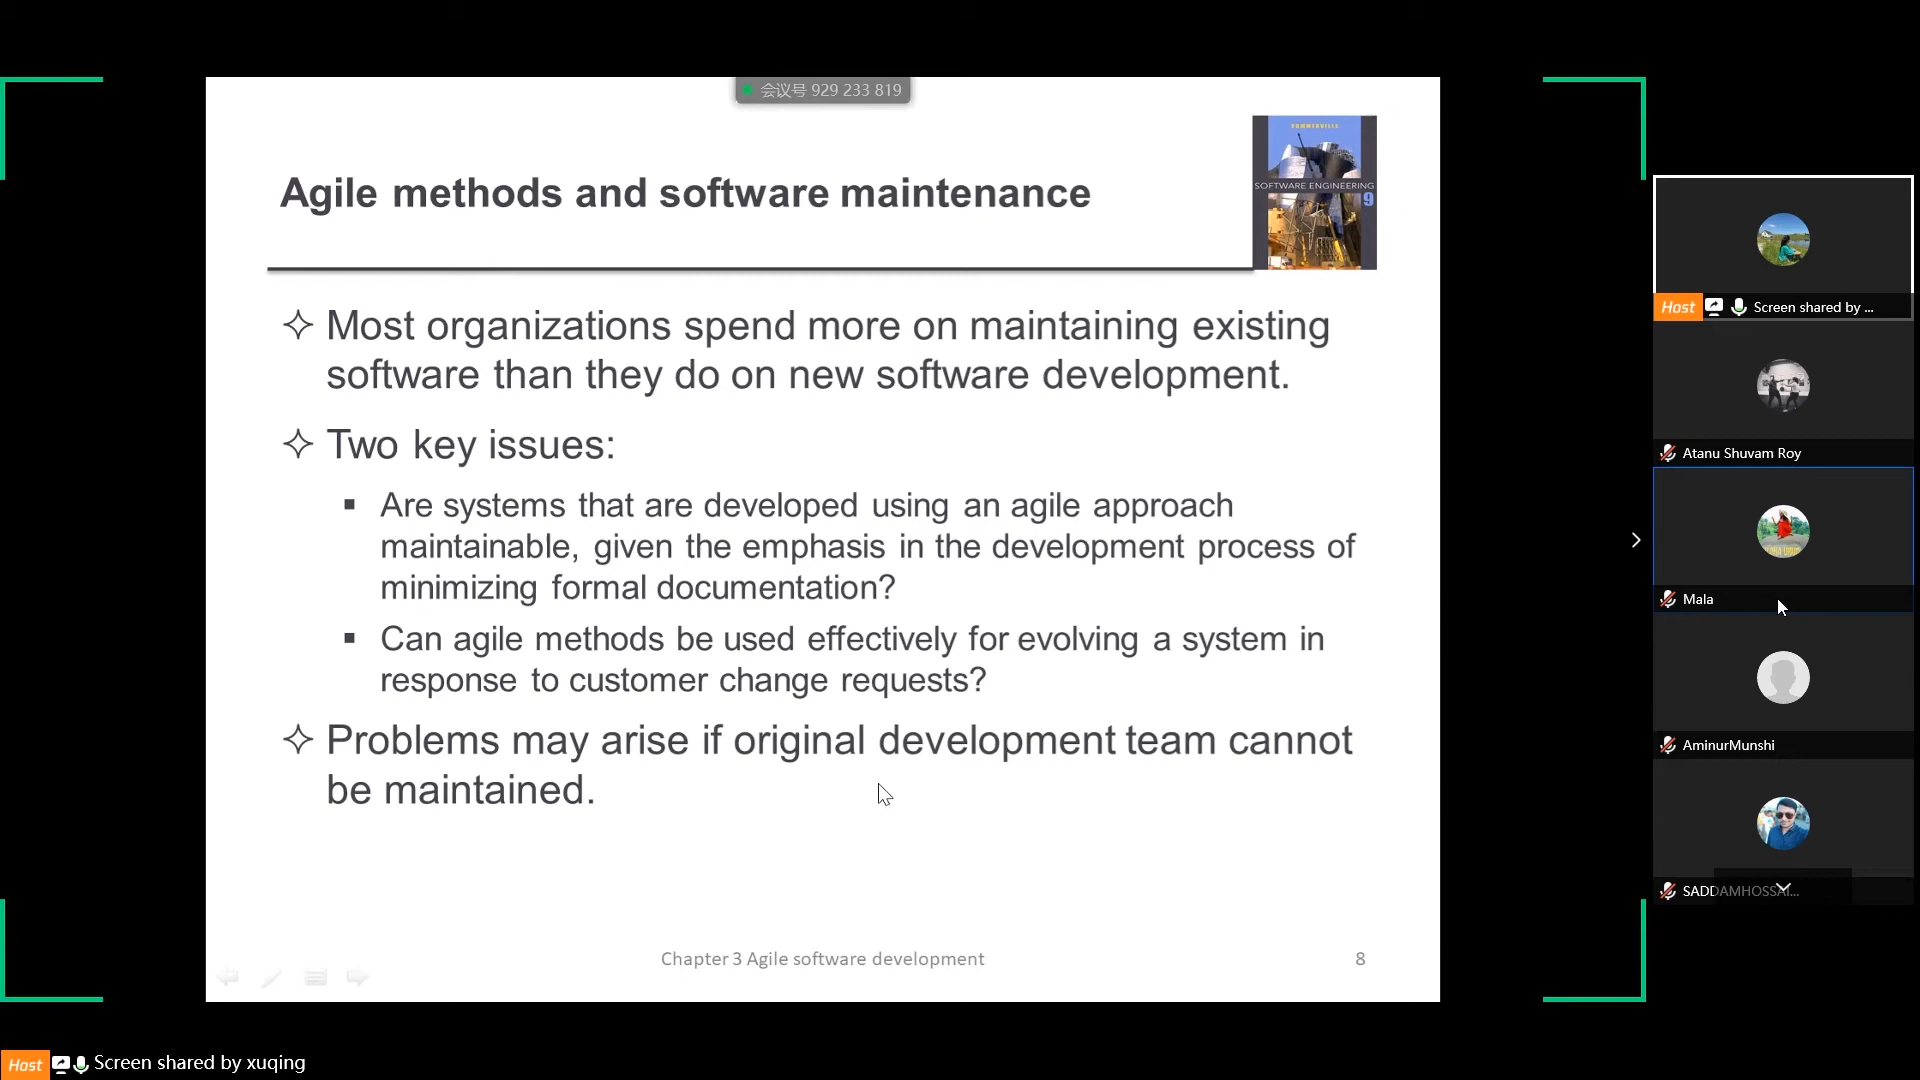 会议号 929 233 819
SOMMERVILLE
SOFTWARE ENGINEERING
9
Agile methods and software maintenance
Most organizations spend more on maintaining existing
software than they do on new software development.
Two key issues:
Are systems that are developed using an agile approach
maintainable, given the emphasis in the development process of
minimizing formal documentation?
Can agile methods be used effectively for evolving a system in
response to customer change requests?
Problems may arise if original development team cannot
be maintained.
Chapter 3 Agile software development
8
Host Screen shared by ...
Atanu Shuvam Roy
Mala
AminurMunshi
SADDAMHOSSAI...
Host Screen shared by xuqing